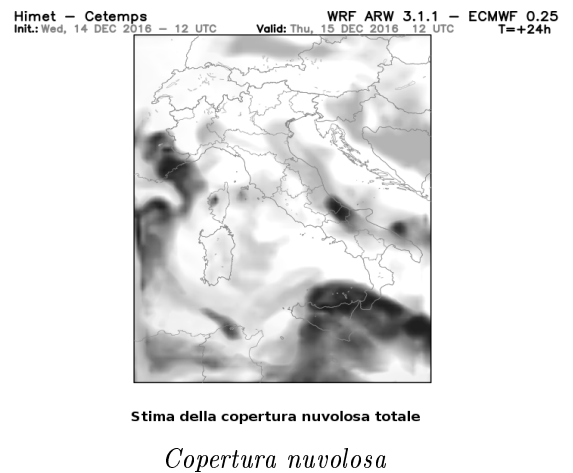 Himet – Cetemps WRF ARW 3.1.1 – ECMWF 0.25
Init.: Wed, 14 DEC 2016 – 12 UTC Valid: Thu, 15 DEC 2016 12 UTC T=+24h
Stima della copertura nuvolosa totale
Copertura nuvolosa